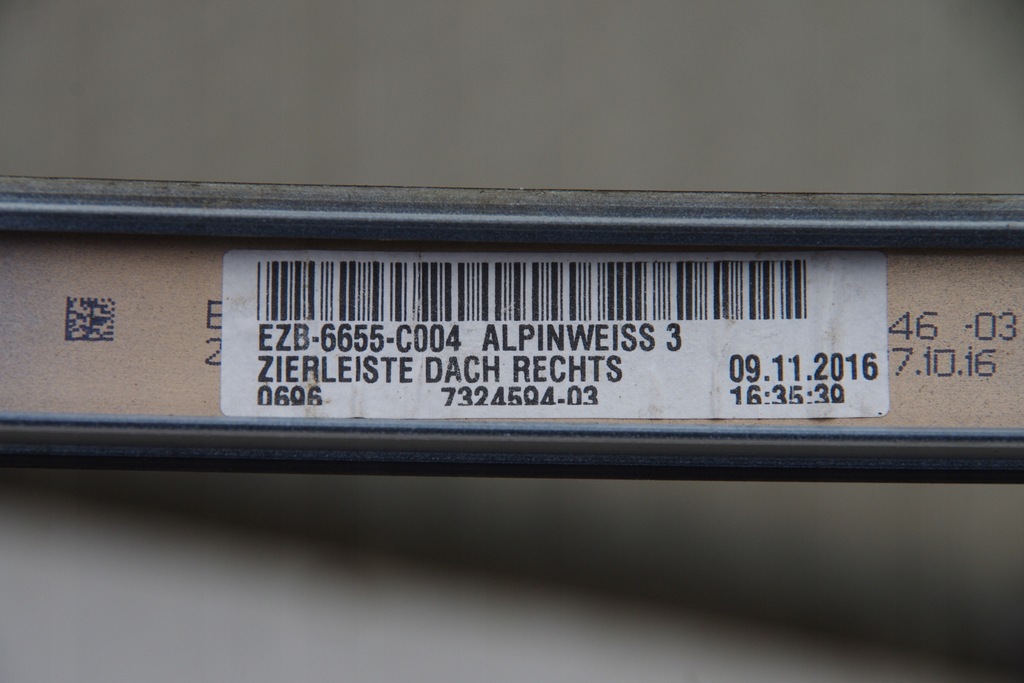 EZB-6655-C004 ALPINWEISS 3
ZIERLEISTE DACH RECHTS 09.11.2016
0696 7324594-03 16:35:39
E 46 -03
2 7.10.16